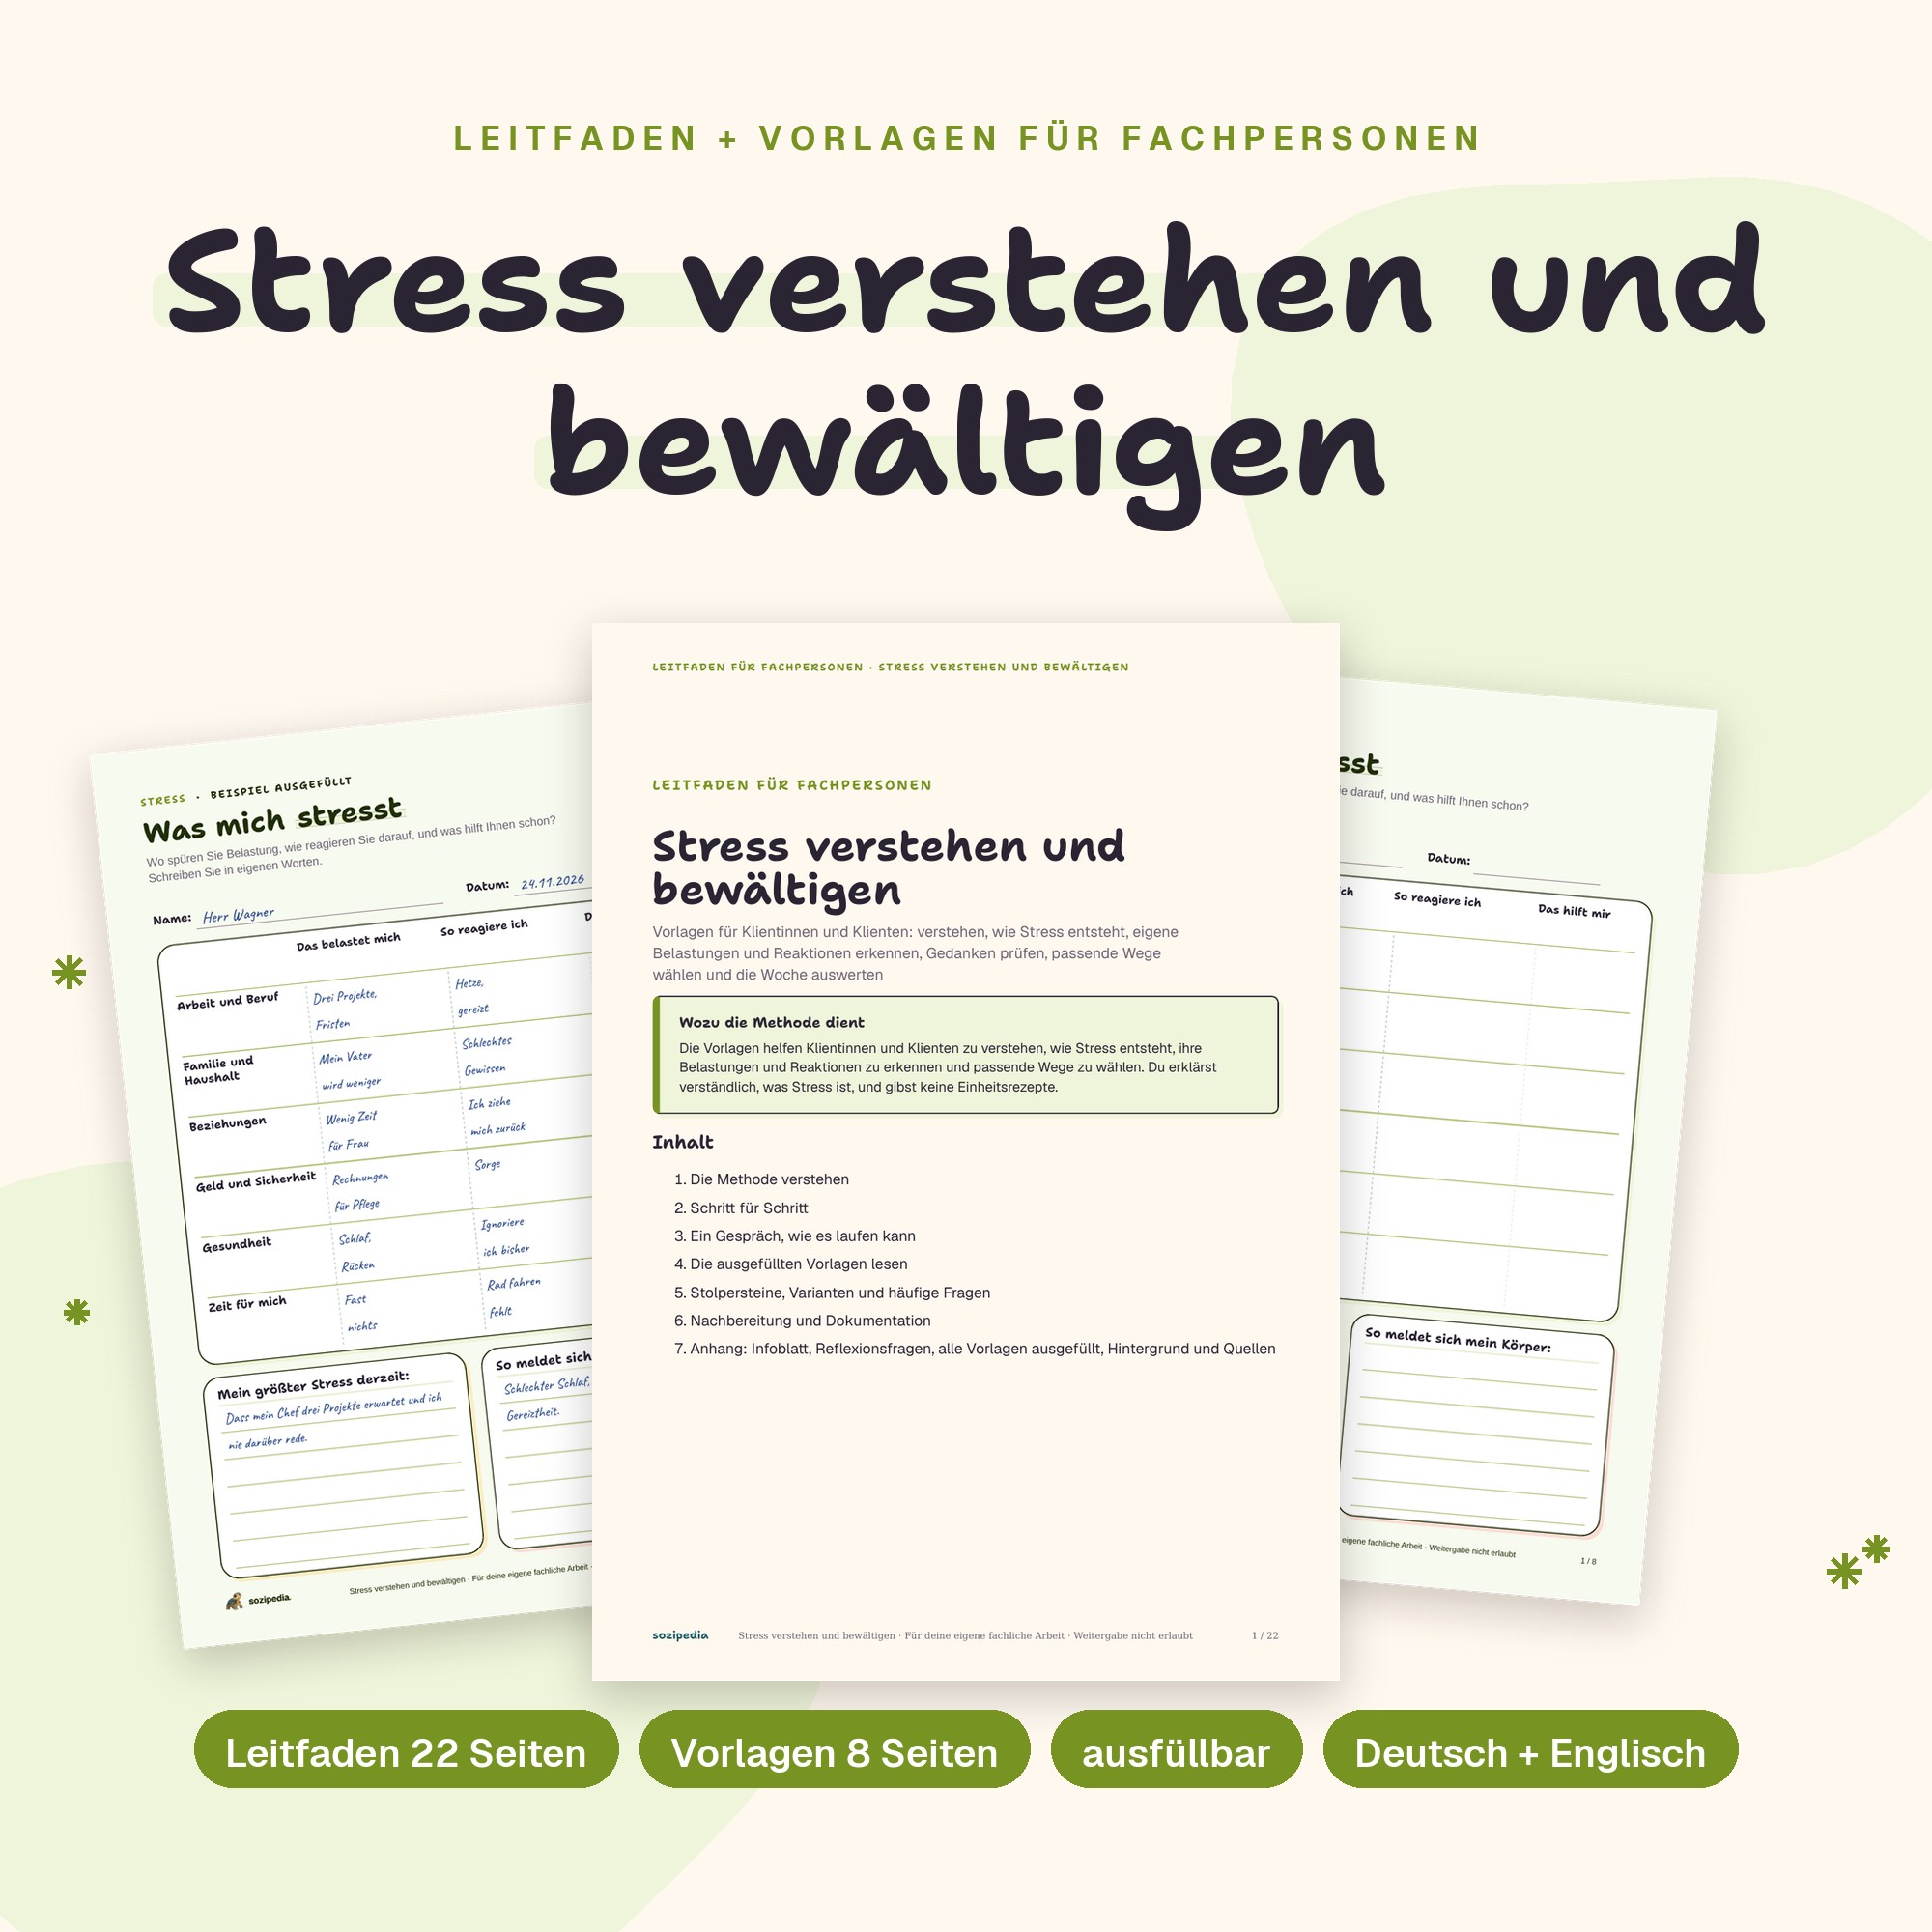 LEITFADEN + VORLAGEN FÜR FACHPERSONEN
Stress verstehen und
bewältigen
STRESS · BEISPIEL AUSGEFÜLLT
Was mich stresst
Wo spüren Sie Belastung, wie reagieren Sie darauf, und was hilft Ihnen schon?
Schreiben Sie in eigenen Worten.
Name: Herr Wagner
Datum: 24.11.2026
Das belastet mich
So reagiere ich
Arbeit und Beruf
Drei Projekte,
Fristen
Hetze,
gereizt
Familie und
Haushalt
Mein Vater
wird weniger
Schlechtes
Gewissen
Beziehungen
Wenig Zeit
für Frau
Ich ziehe
mich zurück
Geld und Sicherheit
Rechnungen
für Pflege
Sorge
Gesundheit
Schlaf,
Rücken
Ignoriere
ich bisher
Zeit für mich
Fast
nichts
Rad fahren
fehlt
Mein größter Stress derzeit:
Dass mein Chef drei Projekte erwartet und ich
nie darüber rede.
So meldet sich
Schlechter Schlaf,
Gereiztheit.
sozipedia.
Stress verstehen und bewältigen · Für deine eigene fachliche Arbeit ·
LEITFADEN FÜR FACHPERSONEN · STRESS VERSTEHEN UND BEWÄLTIGEN
LEITFADEN FÜR FACHPERSONEN
Stress verstehen und
bewältigen
Vorlagen für Klientinnen und Klienten: verstehen, wie Stress entsteht, eigene
Belastungen und Reaktionen erkennen, Gedanken prüfen, passende Wege
wählen und die Woche auswerten
Wozu die Methode dient
Die Vorlagen helfen Klientinnen und Klienten zu verstehen, wie Stress entsteht, ihre
Belastungen und Reaktionen zu erkennen und passende Wege zu wählen. Du erklärst
verständlich, was Stress ist, und gibst keine Einheitsrezepte.
Inhalt
1. Die Methode verstehen
2. Schritt für Schritt
3. Ein Gespräch, wie es laufen kann
4. Die ausgefüllten Vorlagen lesen
5. Stolpersteine, Varianten und häufige Fragen
6. Nachbereitung und Dokumentation
7. Anhang: Infoblatt, Reflexionsfragen, alle Vorlagen ausgefüllt, Hintergrund und Quellen
sozipedia
Stress verstehen und bewältigen · Für deine eigene fachliche Arbeit · Weitergabe nicht erlaubt
1 / 22
sst
ie darauf, und was hilft Ihnen schon?
Datum:
ich
So reagiere ich
Das hilft mir
So meldet sich mein Körper:
eigene fachliche Arbeit · Weitergabe nicht erlaubt
1 / 8
Leitfaden 22 Seiten
Vorlagen 8 Seiten
ausfüllbar
Deutsch + Englisch